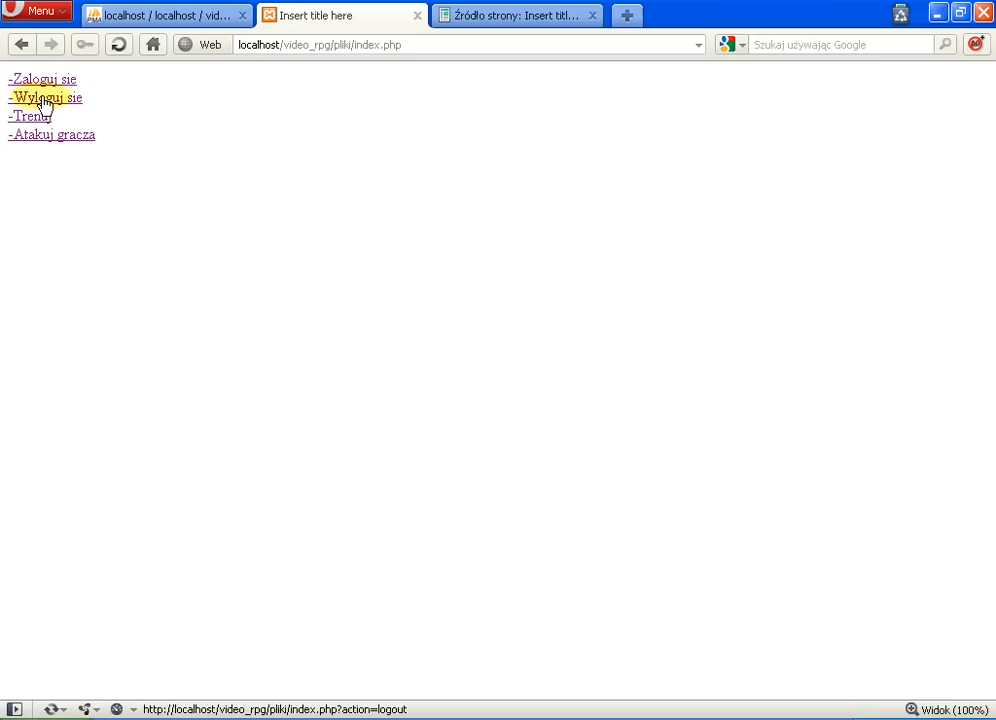 Menu
localhost / localhost / vid...
Insert title here
Źródło strony: Insert titl...
Web
localhost/video_rpg/pliki/index.php
Szukaj używając Google
-Zaloguj sie
-Wyloguj sie
-Trenuj
-Atakuj gracza
http://localhost/video_rpg/pliki/index.php?action=logout
Widok (100%)